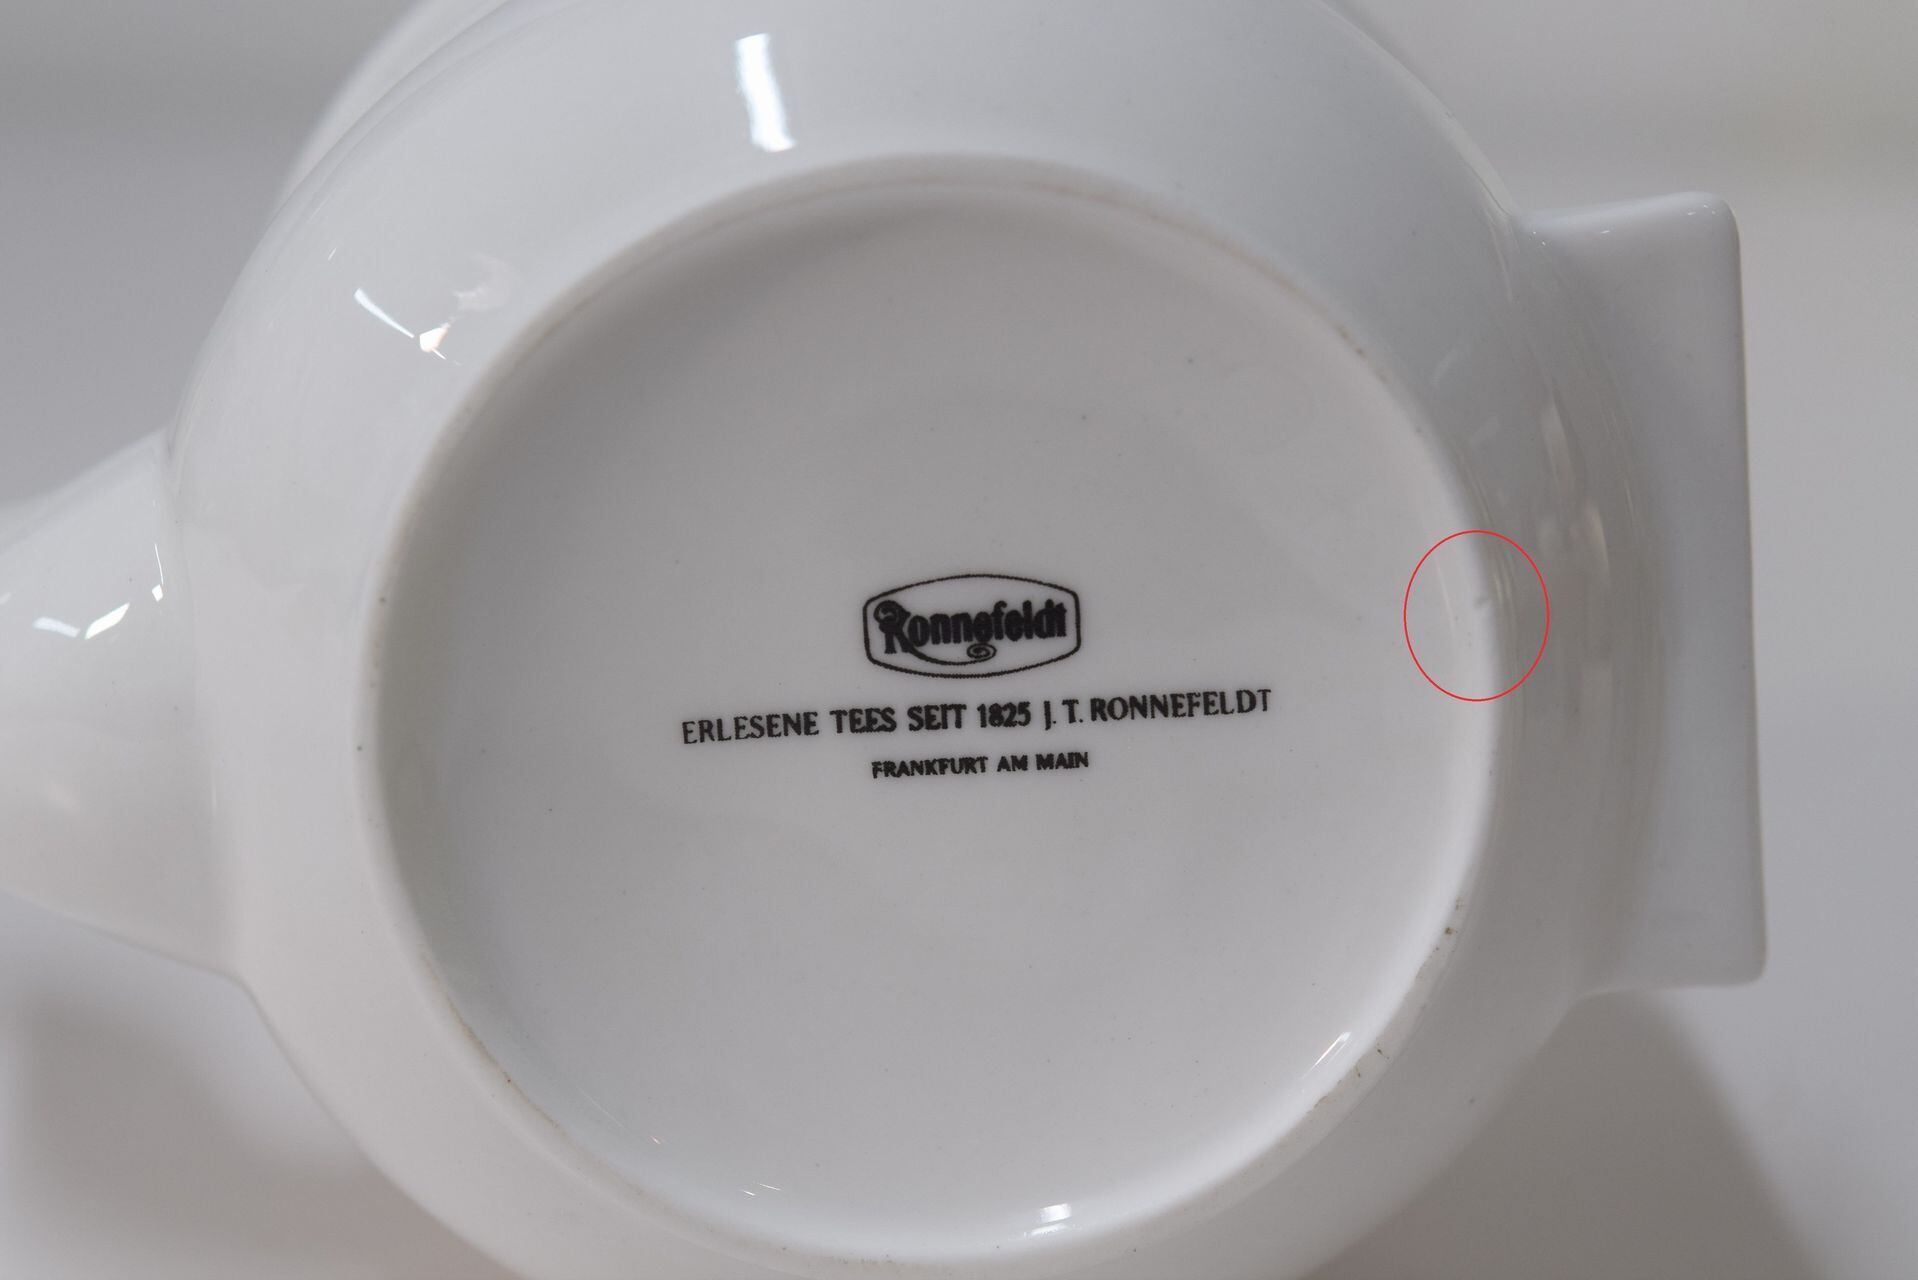 Ronnefeldt
ERLESENE TEES SEIT 1825 J. T. RONNEFELDT
FRANKFURT AM MAIN